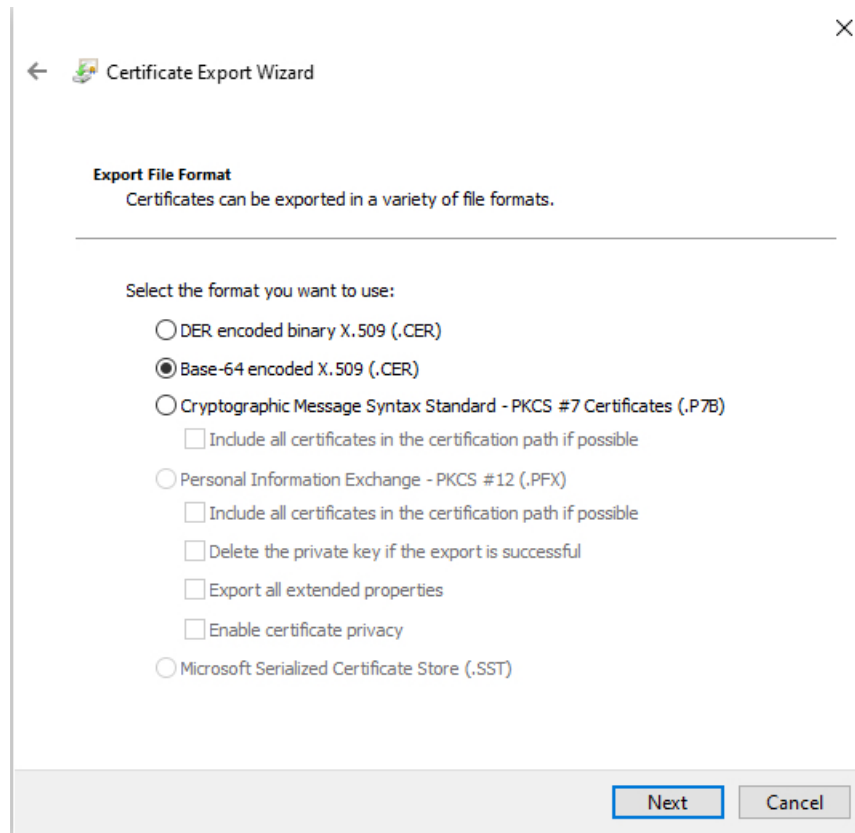 Certificate Export Wizard
Export File Format
Certificates can be exported in a variety of file formats.
Select the format you want to use:
DER encoded binary X.509 (.CER)
Base-64 encoded X.509 (.CER)
Cryptographic Message Syntax Standard - PKCS #7 Certificates (.P7B)
Include all certificates in the certification path if possible
Personal Information Exchange - PKCS #12 (.PFX)
Include all certificates in the certification path if possible
Delete the private key if the export is successful
Export all extended properties
Enable certificate privacy
Microsoft Serialized Certificate Store (.SST)
Next Cancel